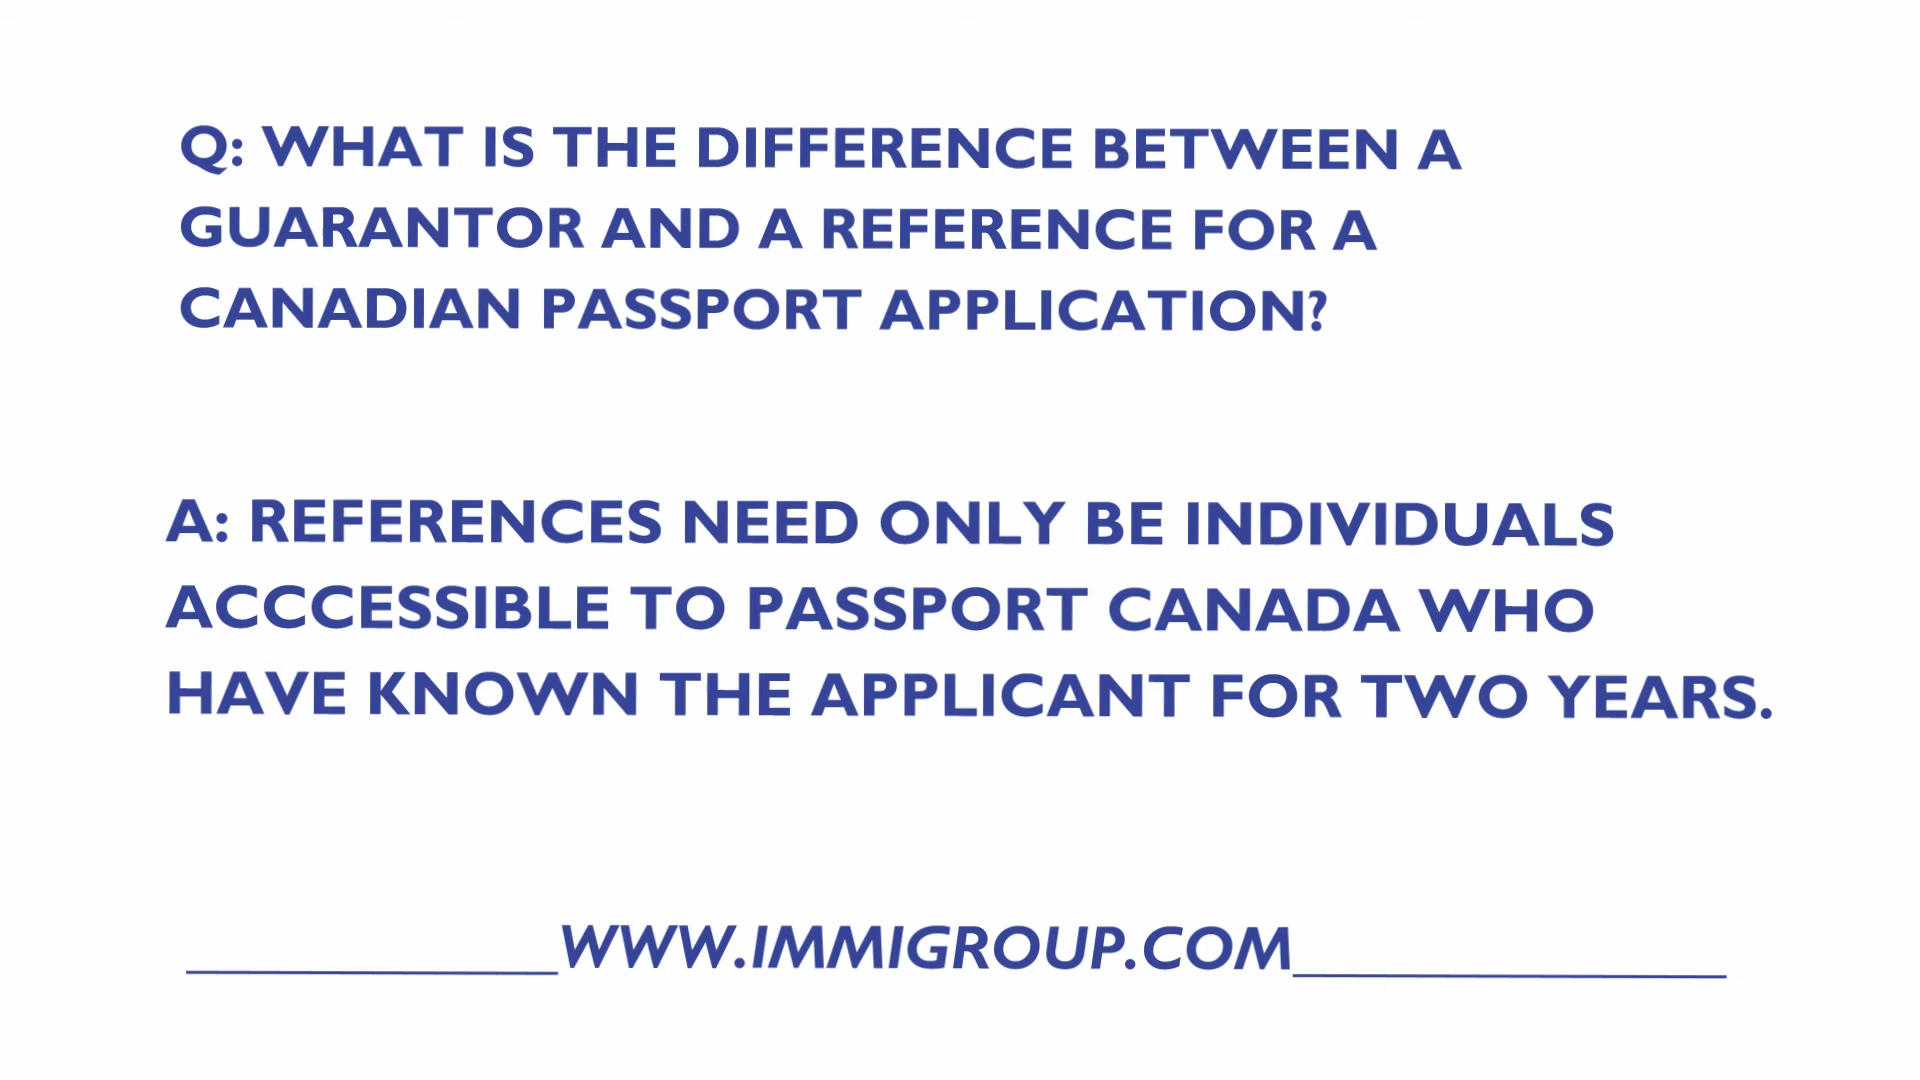 Q: WHAT IS THE DIFFERENCE BETWEEN A
GUARANTOR AND A REFERENCE FOR A
CANADIAN PASSPORT APPLICATION?
A: REFERENCES NEED ONLY BE INDIVIDUALS
ACCCESSIBLE TO PASSPORT CANADA WHO
HAVE KNOWN THE APPLICANT FOR TWO YEARS.
WWW.IMMIGROUP.COM